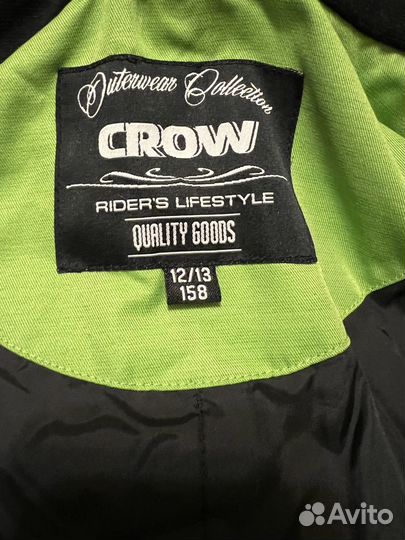 Outerwear Collection
CROW
RIDER'S LIFESTYLE
QUALITY GOODS
12/13
158
Avito